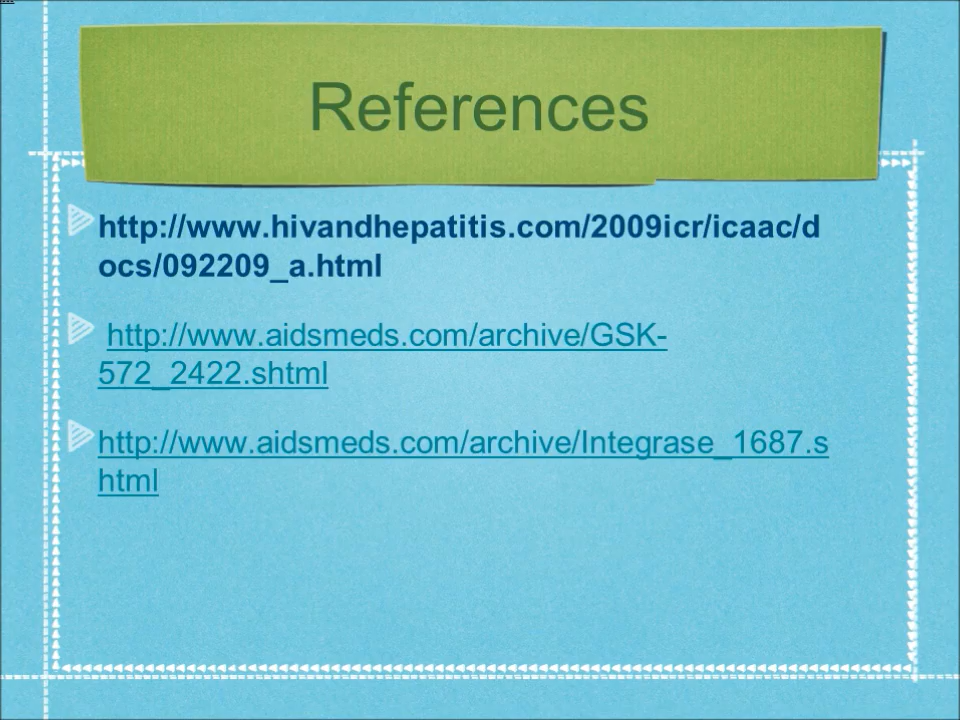 References
http://www.hivandhepatitis.com/2009icr/icaac/d
ocs/092209_a.html
http://www.aidsmeds.com/archive/GSK-
572_2422.shtml
http://www.aidsmeds.com/archive/Integrase_1687.s
html